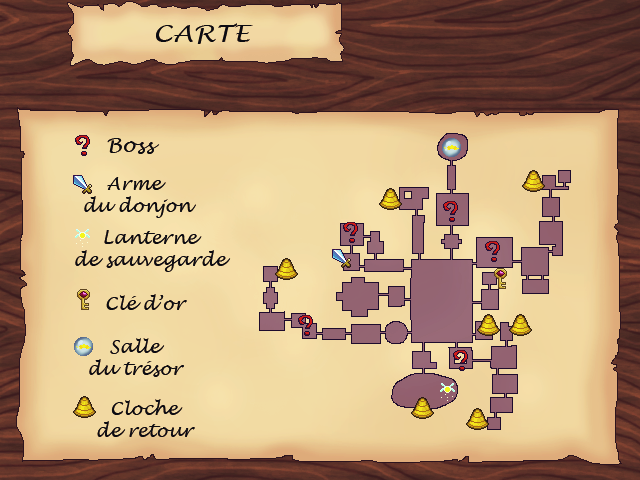 CARTE
Boss
Arme
du donjon
Lanterne
de sauvegarde
Clé d'or
Salle
du trésor
Cloche
de retour